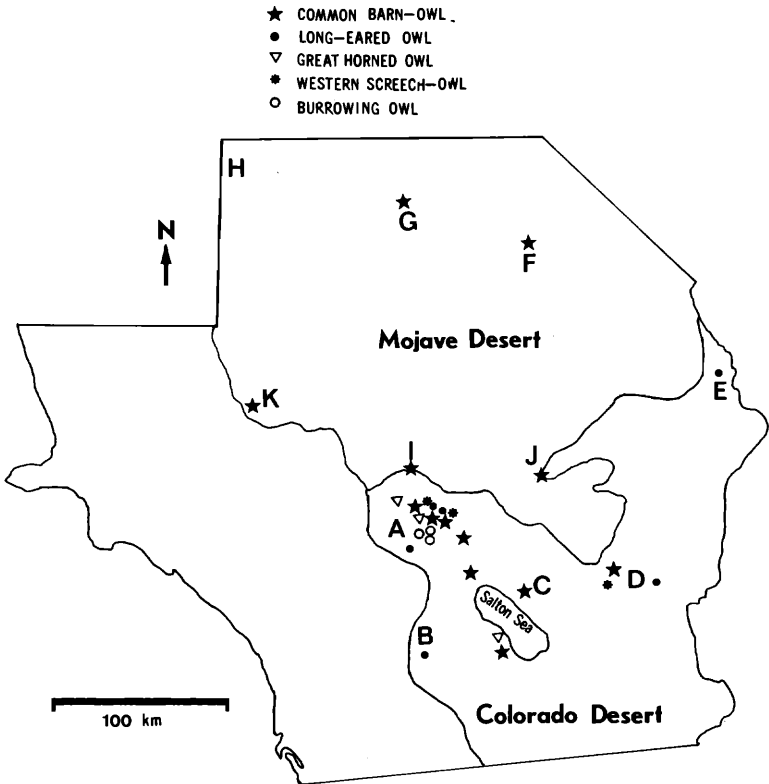 COMMON BARN-OWL.
LONG-EARED OWL
GREAT HORNED OWL
WESTERN SCREECH-OWL
BURROWING OWL
H
N
G
F
Mojave Desert
E
K
I
J
A
C
D
Salton Sea
B
100 km
Colorado Desert